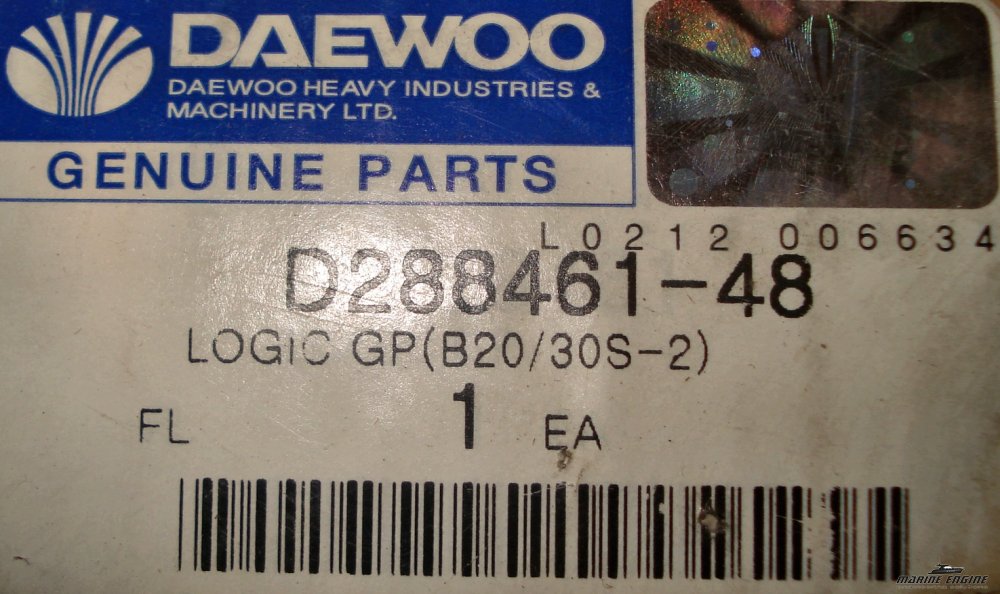 DAEWOO
DAEWOO HEAVY INDUSTRIES &
MACHINERY LTD.
GENUINE PARTS
L0212 006634
D288461-48
LOGIC GP(B20/30S-2)
FL 1 EA
MARINE ENGINE